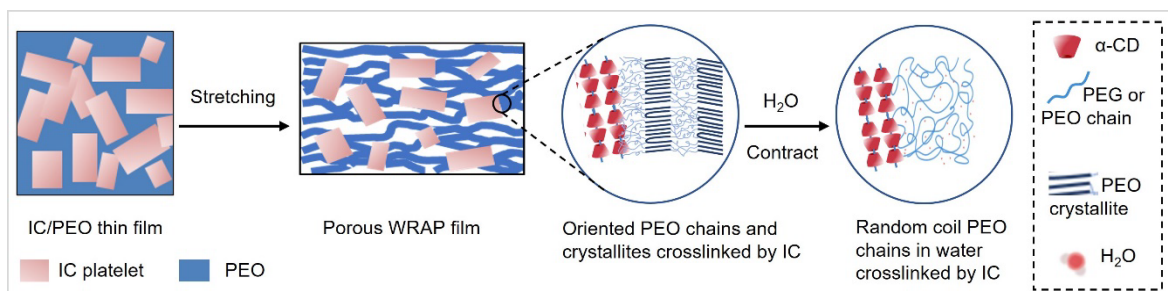 Stretching
H₂O
Contract
IC/PEO thin film
Porous WRAP film
Oriented PEO chains and
crystallites crosslinked by IC
Random coil PEO
chains in water
crosslinked by IC
IC platelet
PEO
α-CD
PEG or
PEO chain
PEO
crystallite
H₂O